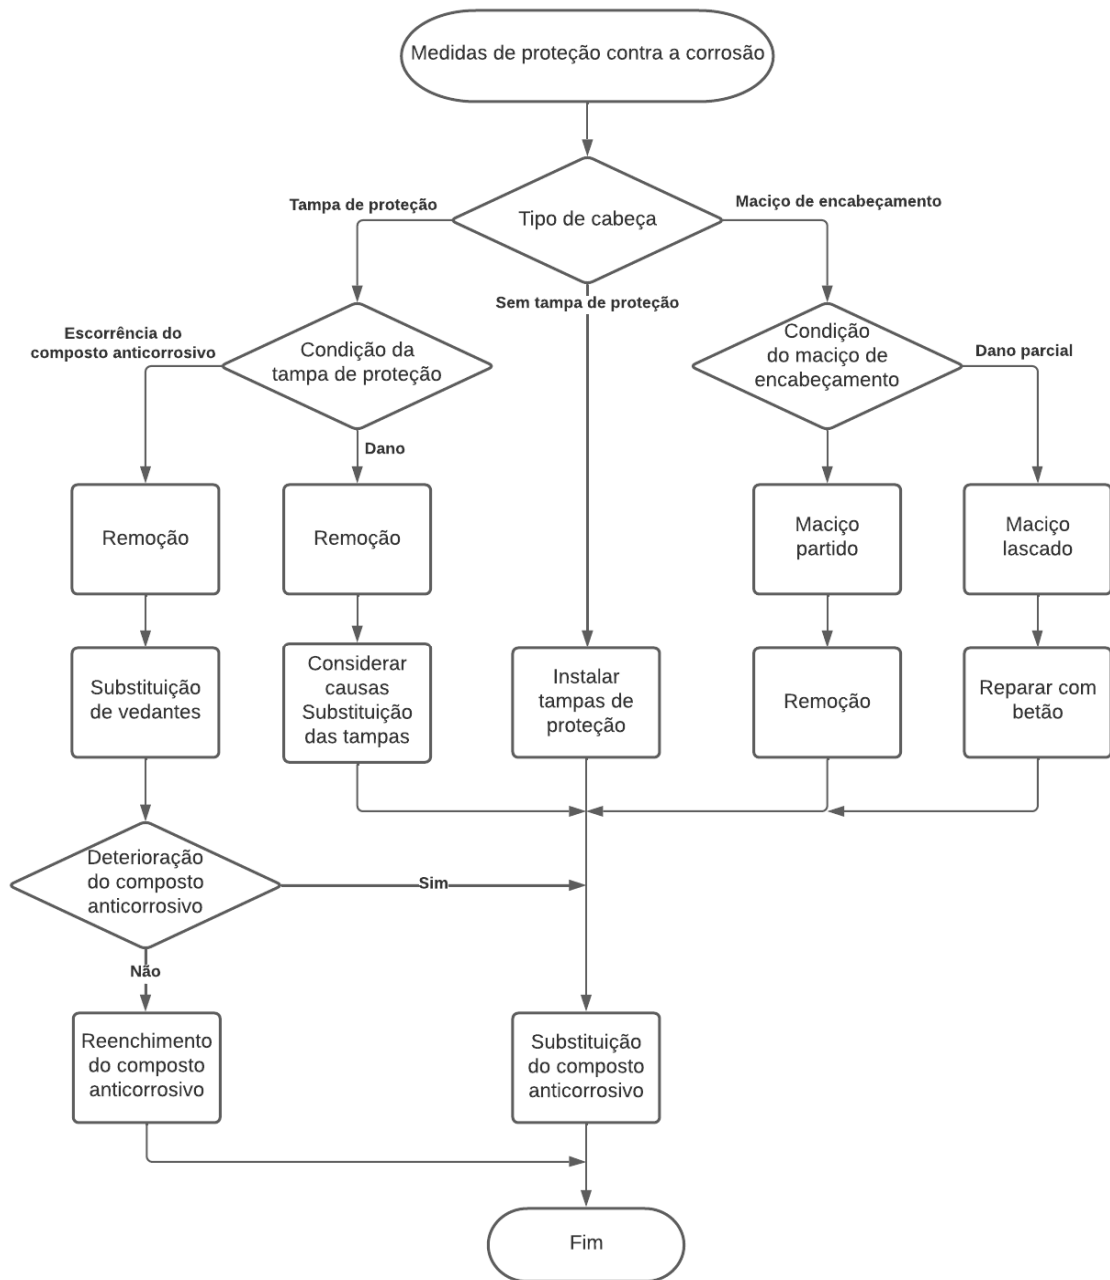 Medidas de proteção contra a corrosão
Tipo de cabeça
Tampa de proteção
Maciço de encabeçamento
Sem tampa de proteção
Escorrência do
composto anticorrosivo
Condição da
tampa de proteção
Condição
do maciço de
encabeçamento
Dano parcial
Dano
Remoção
Remoção
Maciço
partido
Maciço
lascado
Substituição
de vedantes
Considerar
causas
Substituição
das tampas
Instalar
tampas de
proteção
Remoção
Reparar com
betão
Deterioração
do composto
anticorrosivo
Sim
Não
Reenchimento
do composto
anticorrosivo
Substituição
do composto
anticorrosivo
Fim